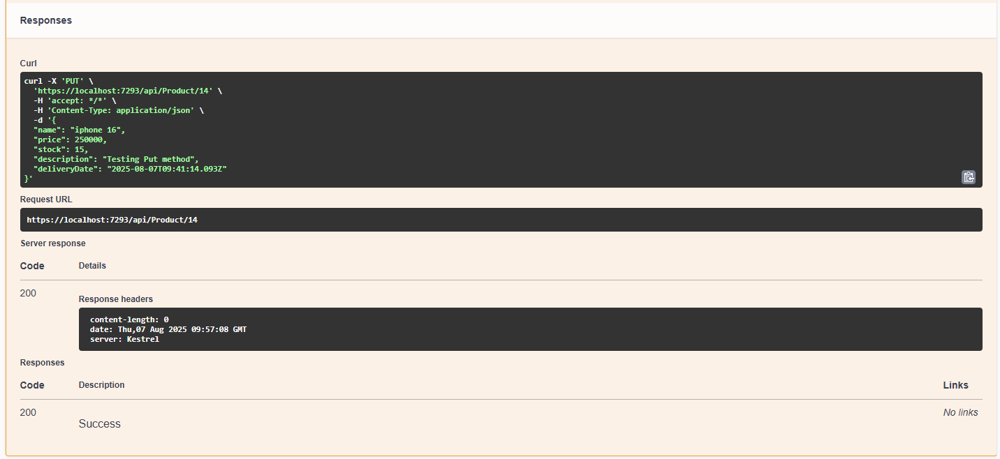 Responses
Curl
curl -X 'PUT' \
'https://localhost:7293/api/Product/14' \
-H 'accept: */*' \
-H 'Content-Type: application/json' \
-d '{
"name": "iphone 16",
"price": 250000,
"stock": 15,
"description": "Testing Put method",
"deliveryDate": "2025-08-07T09:41:14.093Z"
}'
Request URL
https://localhost:7293/api/Product/14
Server response
Code Details
200
Response headers
content-length: 0
date: Thu,07 Aug 2025 09:57:08 GMT
server: Kestrel
Responses
Code Description Links
200 No links
Success